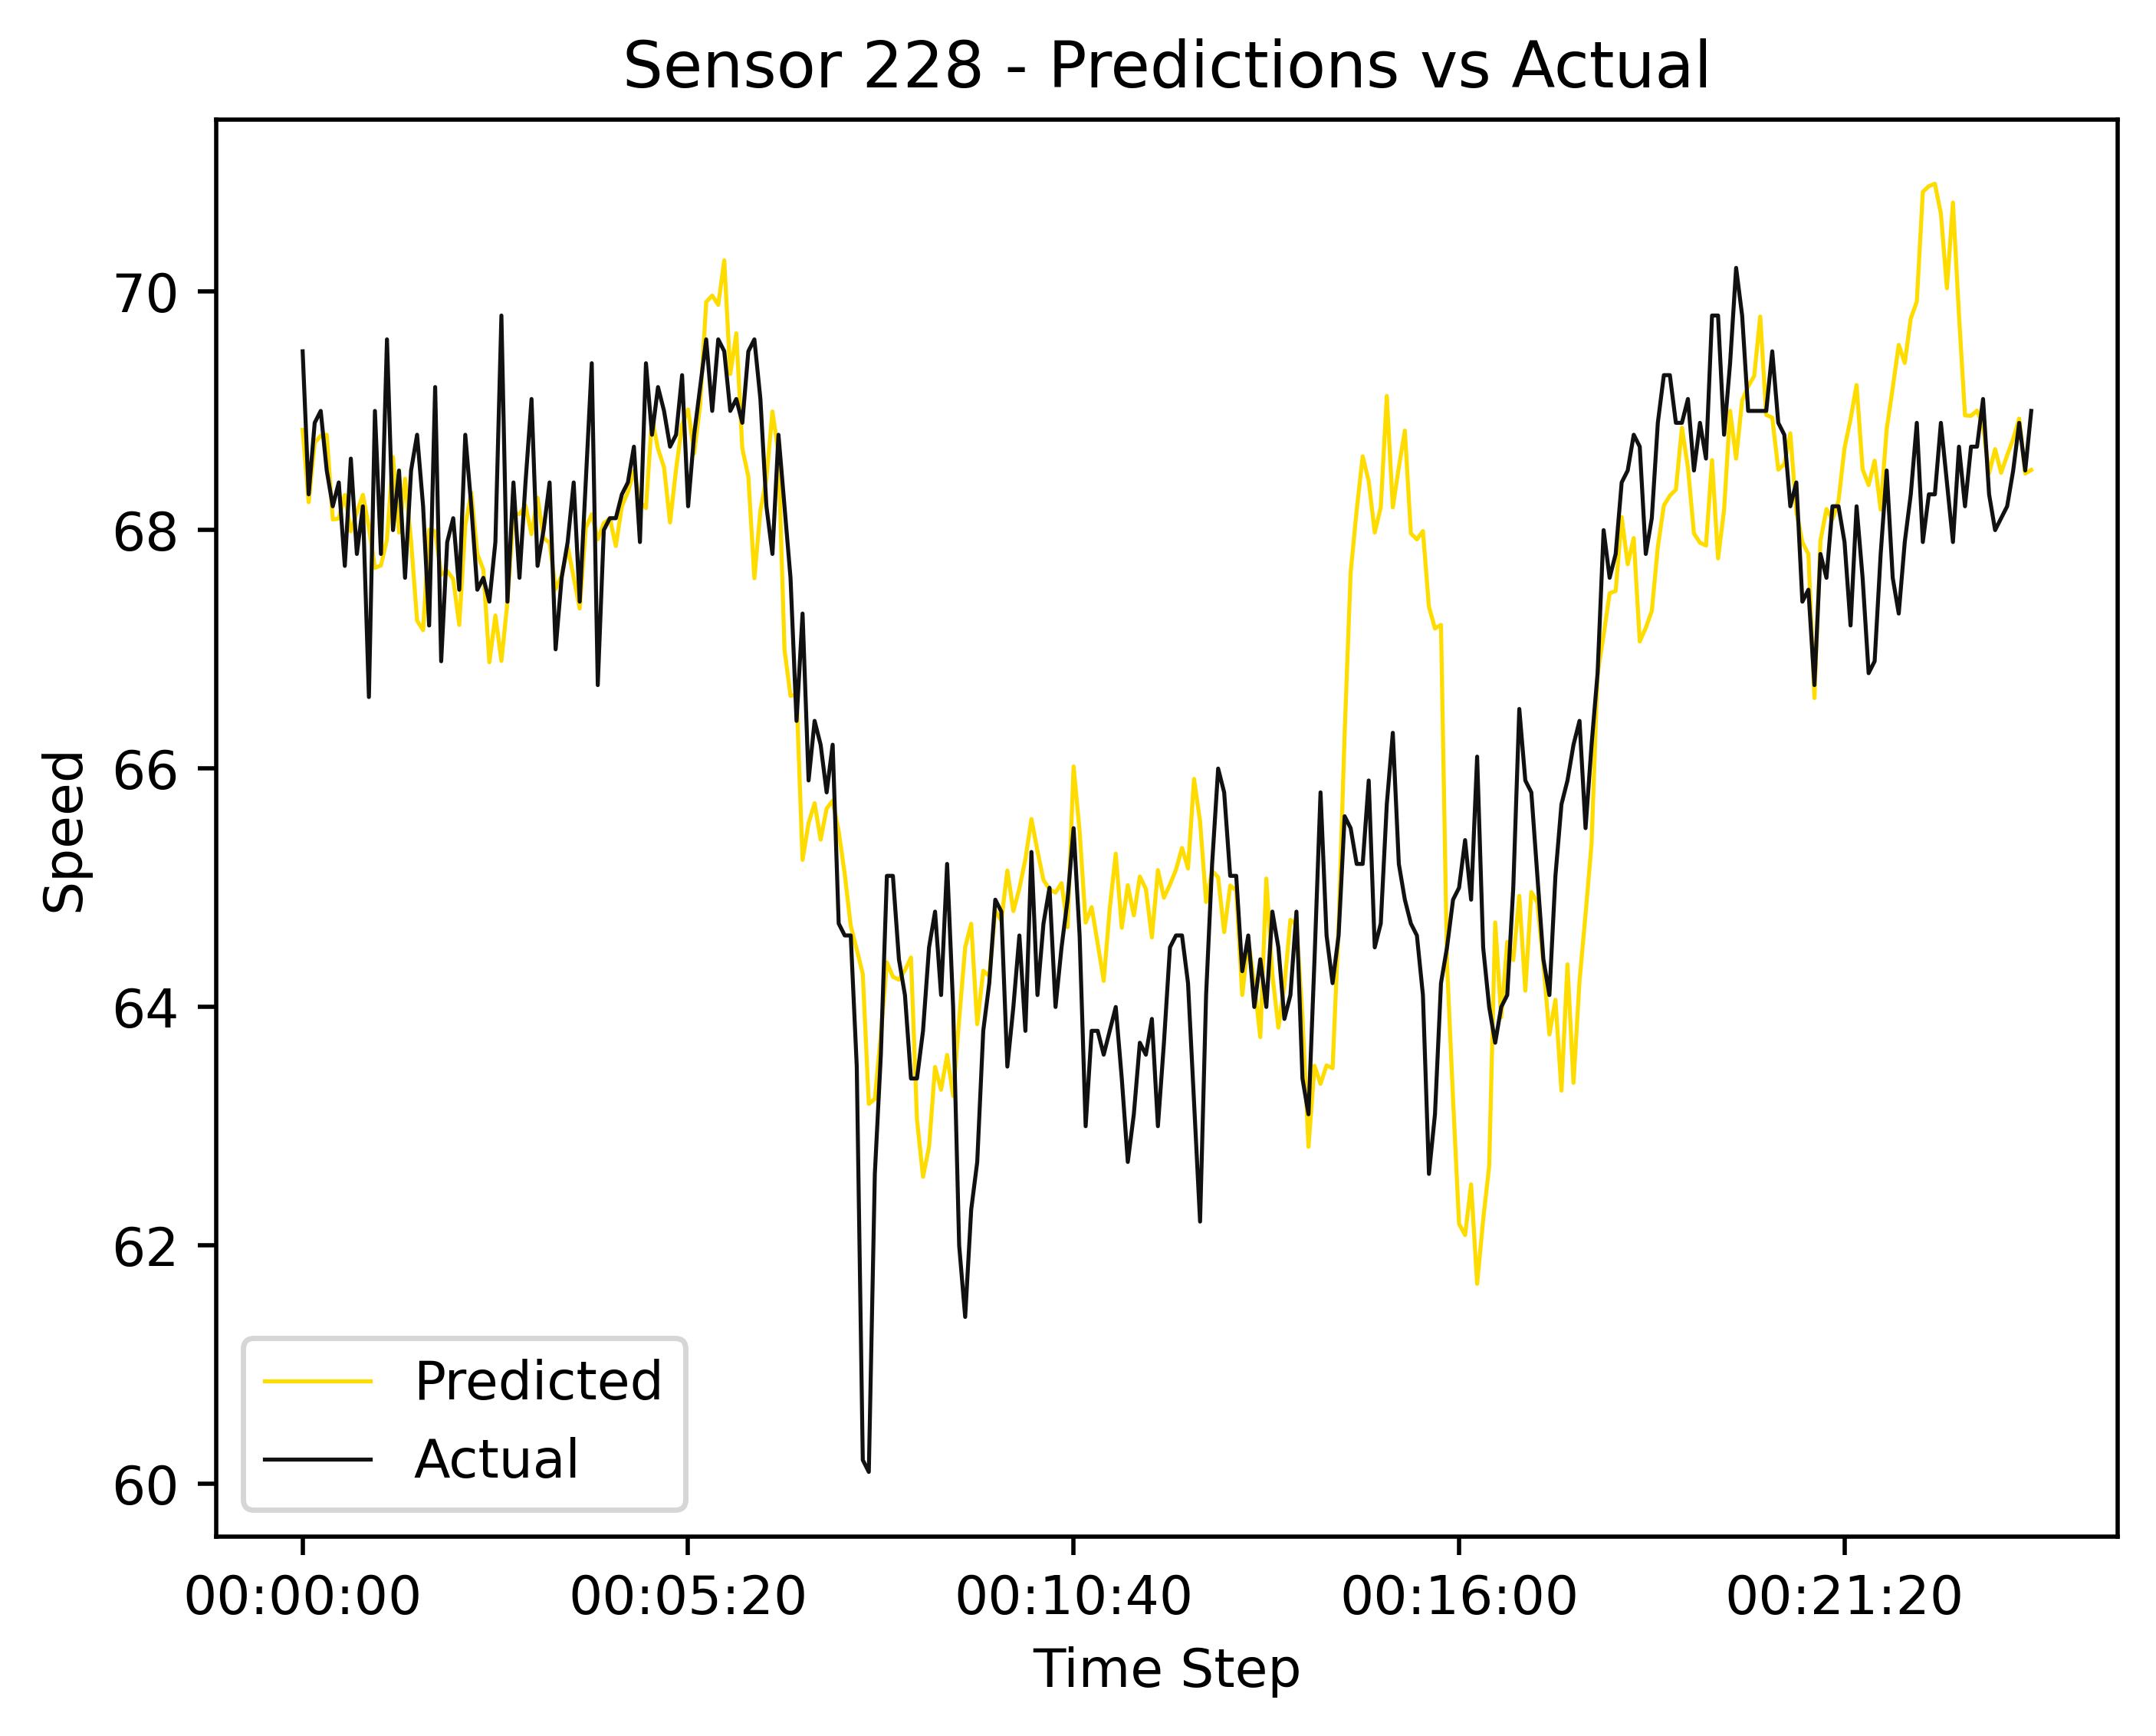 Sensor 228 - Predictions vs Actual
70
68
66
64
62
60
Speed
Predicted
Actual
00:00:00 00:05:20 00:10:40 00:16:00 00:21:20
Time Step